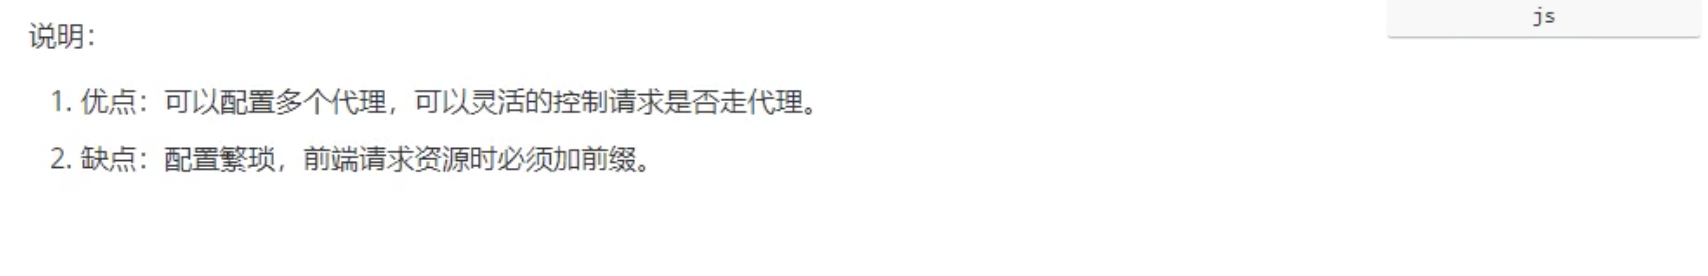 js
说明：
1. 优点：可以配置多个代理，可以灵活的控制请求是否走代理。
2. 缺点：配置繁琐，前端请求资源时必须加前缀。